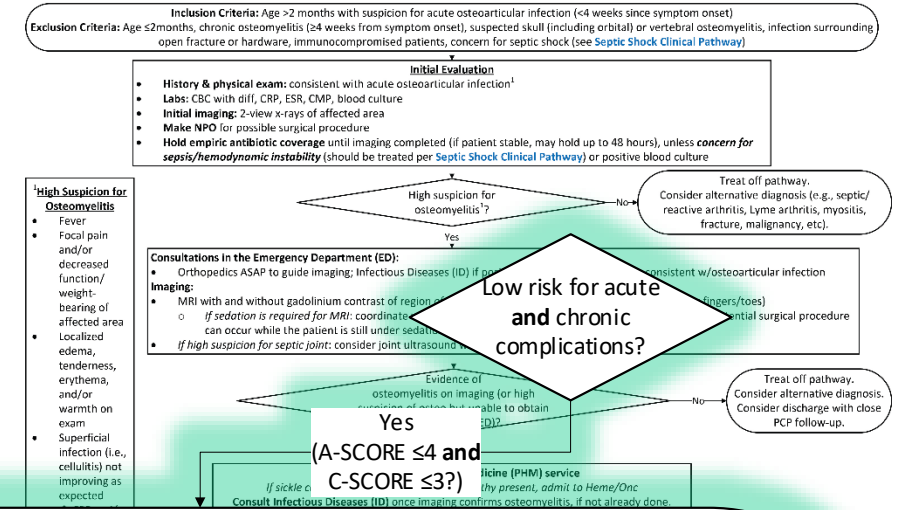 Inclusion Criteria: Age >2 months with suspicion for acute osteoarticular infection (<4 weeks since symptom onset)
Exclusion Criteria: Age ≤2months, chronic osteomyelitis (≥4 weeks from symptom onset), suspected skull (including orbital) or vertebral osteomyelitis, infection surrounding
open fracture or hardware, immunocompromised patients, concern for septic shock (see Septic Shock Clinical Pathway)
Initial Evaluation
• History & physical exam: consistent with acute osteoarticular infection¹
• Labs: CBC with diff, CRP, ESR, CMP, blood culture
• Initial imaging: 2-view x-rays of affected area
• Make NPO for possible surgical procedure
• Hold empiric antibiotic coverage until imaging completed (if patient stable, may hold up to 48 hours), unless concern for
sepsis/hemodynamic instability (should be treated per Septic Shock Clinical Pathway) or positive blood culture
¹High Suspicion for
Osteomyelitis
• Fever
• Focal pain
and/or
decreased
function/
weight-
bearing of
affected area
• Localized
edema,
tenderness,
erythema,
and/or
warmth on
exam
• Superficial
infection (i.e.,
cellulitis) not
improving as
expected
High suspicion for
osteomyelitis¹?
No
Treat off pathway.
Consider alternative diagnosis (e.g., septic/
reactive arthritis, Lyme arthritis, myositis,
fracture, malignancy, etc).
Yes
Consultations in the Emergency Department (ED):
• Orthopedics ASAP to guide imaging; Infectious Diseases (ID) if consistent w/osteoarticular infection
Imaging:
• MRI with and without gadolinium contrast of region fingers/toes)
○ If sedation is required for MRI: coordinate surgical procedure
can occur while the patient is still under
• If high suspicion for septic joint: consider joint ultrasound
Low risk for acute
and chronic
complications?
Evidence of
osteomyelitis on imaging (or high
but unable to obtain
No
Treat off pathway.
Consider alternative diagnosis.
Consider discharge with close
PCP follow-up.
Yes
(A-SCORE ≤4 and
C-SCORE ≤3?)
(PHM) service
If sickle present, admit to Heme/Onc
Consult Infectious Diseases (ID) once imaging confirms osteomyelitis, if not already done.